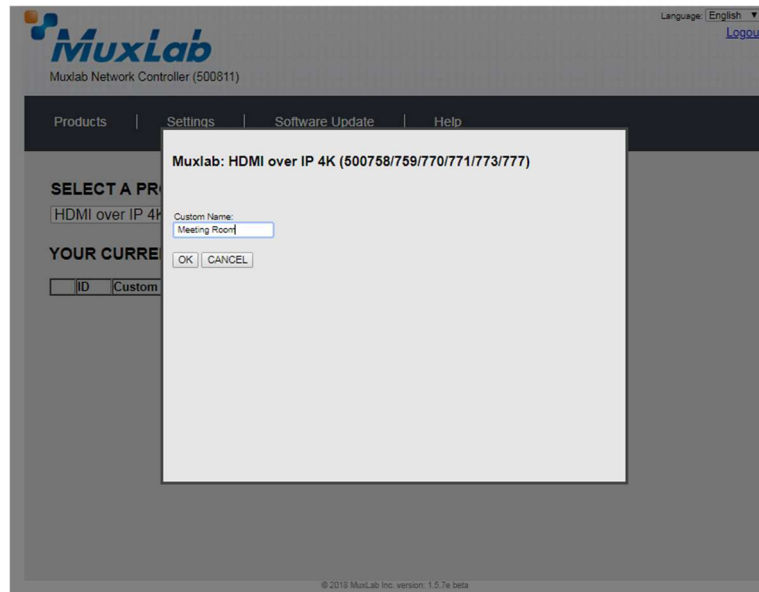 Language: English
Logou
MuxLab
Muxlab Network Controller (500811)
Products | Settings | Software Update | Help
Muxlab: HDMI over IP 4K (500758/759/770/771/773/777)
SELECT A PR
HDMI over IP 4K
Custom Name:
Meeting Room
YOUR CURRE
OK CANCEL
ID Custom
© 2018 MuxLab Inc. version: 1.5.7e beta